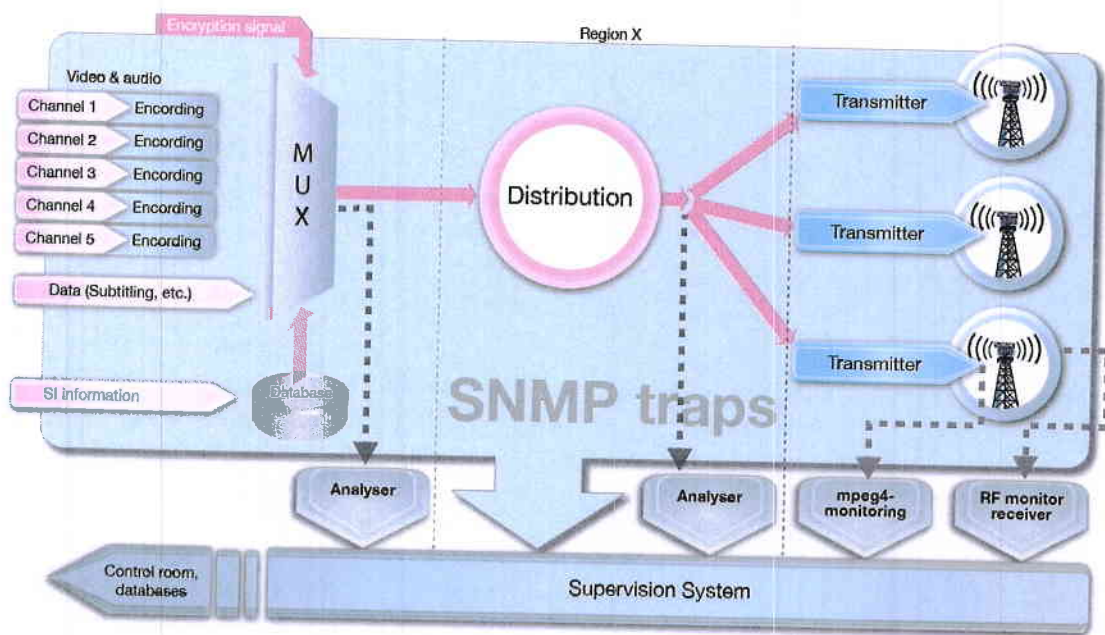 Encryption signal
Region X
Video & audio
Channel 1
Encording
Channel 2
Encording
Channel 3
Encording
Channel 4
Encording
Channel 5
Encording
Data (Subtitling, etc.)
SI information
Database
M
U
X
Distribution
Transmitter
Transmitter
Transmitter
SNMP traps
Analyser
Analyser
mpeg4-
monitoring
RF monitor
receiver
Control room,
databases
Supervision System